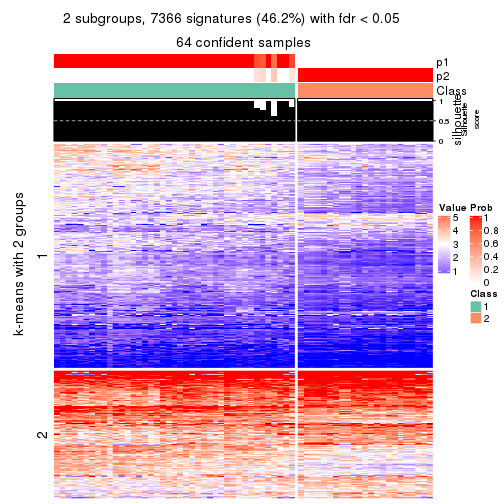 2 subgroups, 7366 signatures (46.2%) with fdr < 0.05
64 confident samples
p1
p2
Class
silhouette
1
0.5
0
Silhouette
score
k-means with 2 groups
1
2
Value
5
4
3
2
1
Prob
1
0.8
0.6
0.4
0.2
0
Class
1
2